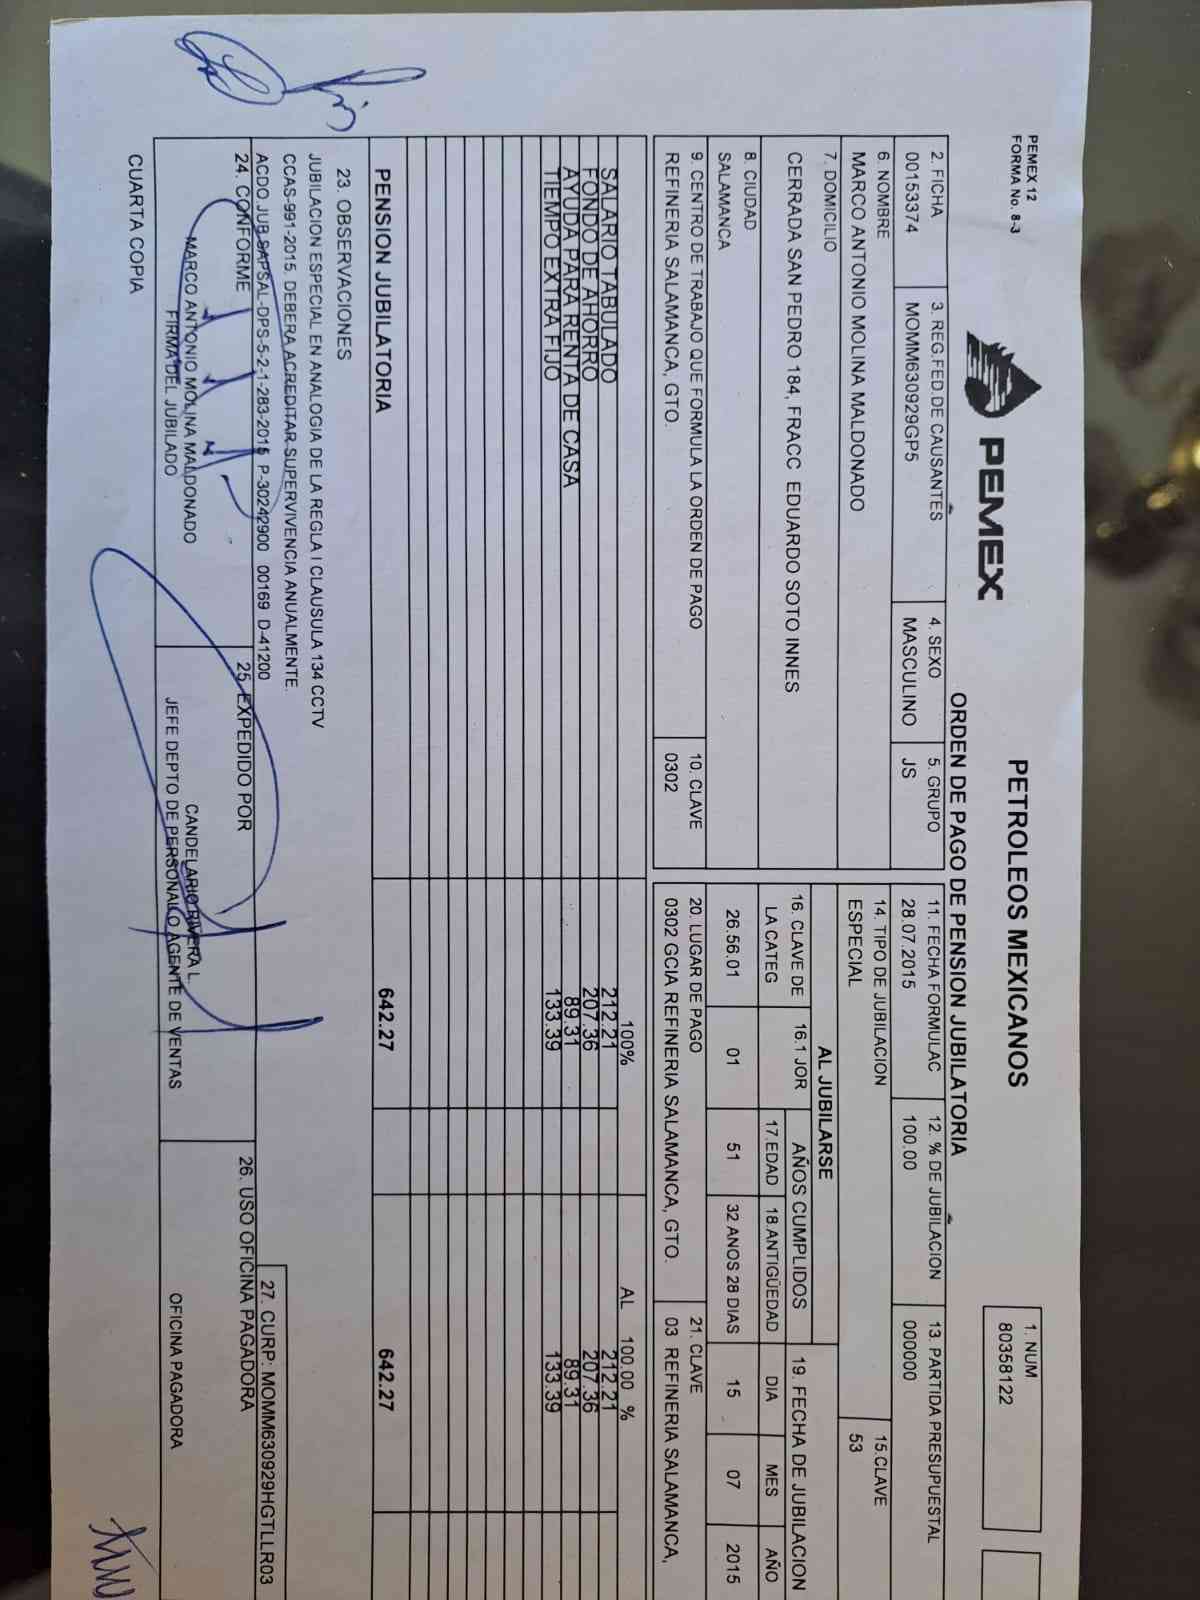 PEMEX 12
FORMA No. 8-3
PEMEX
PETROLEOS MEXICANOS
ORDEN DE PAGO DE PENSION JUBILATORIA
1. NUM
80358122
2. FICHA
00153374
3. REG.FED.DE CAUSANTES
MOMM630929GP5
4. SEXO
MASCULINO
5. GRUPO
JS
11. FECHA FORMULAC
28.07.2015
12. % DE JUBILACION
100.00
13. PARTIDA PRESUPUESTAL
000000
6. NOMBRE
MARCO ANTONIO MOLINA MALDONADO
14. TIPO DE JUBILACION
ESPECIAL
15.CLAVE
53
7. DOMICILIO
CERRADA SAN PEDRO 184, FRACC EDUARDO SOTO INNES
AL JUBILARSE
16. CLAVE DE
LA CATEG
26.56.01
16.1 JOR
01
AÑOS CUMPLIDOS
17.EDAD
51
18.ANTIGÜEDAD
32 ANOS 28 DIAS
19. FECHA DE JUBILACION
DIA MES AÑO
15 07 2015
8. CIUDAD
SALAMANCA
9. CENTRO DE TRABAJO QUE FORMULA LA ORDEN DE PAGO
REFINERIA SALAMANCA, GTO.
10. CLAVE
0302
20. LUGAR DE PAGO
0302 GCIA REFINERIA SALAMANCA, GTO.
21. CLAVE
03 REFINERIA SALAMANCA,
100% AL 100.00 %
SALARIO TABULADO 212.21 212.21
FONDO DE AHORRO 207.36 207.36
AYUDA PARA RENTA DE CASA 89.31 89.31
TIEMPO EXTRA FIJO 133.39 133.39
PENSION JUBILATORIA 642.27 642.27
23. OBSERVACIONES
JUBILACION ESPECIAL EN ANALOGIA DE LA REGLA I CLAUSULA 134 CCTV
CCAS-991-2015. DEBERA ACREDITAR SUPERVIVENCIA ANUALMENTE.
ACDO JUB SAPSAL-DPS-5-2-1-283-2015 P-30242900 00169 D-41200
27. CURP: MOMM630929HGTLLR03
24. CONFORME
MARCO ANTONIO MOLINA MALDONADO
FIRMA DEL JUBILADO
25. EXPEDIDO POR
CANDELARIO RIVERA L.
JEFE DEPTO DE PERSONAL O AGENTE DE VENTAS
26. USO OFICINA PAGADORA
OFICINA PAGADORA
CUARTA COPIA